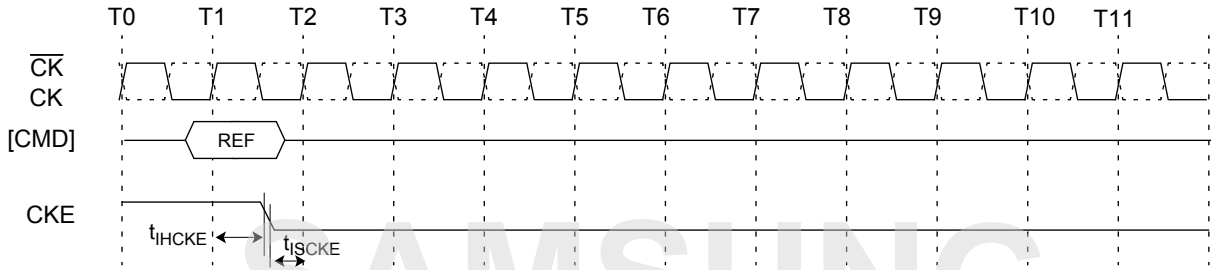 T0 T1 T2 T3 T4 T5 T6 T7 T8 T9 T10 T11
CK
CK
[CMD] REF
CKE
tIHCKE
tISCKE
SAMSUNG